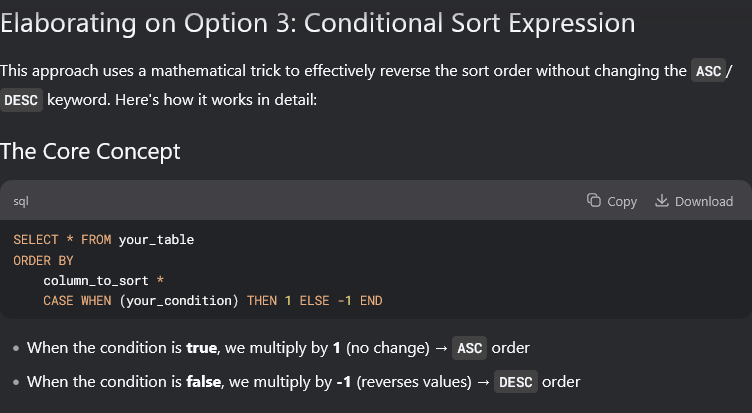 Elaborating on Option 3: Conditional Sort Expression
This approach uses a mathematical trick to effectively reverse the sort order without changing the ASC/
DESC keyword. Here's how it works in detail:
The Core Concept
sql Copy Download
SELECT * FROM your_table
ORDER BY
    column_to_sort *
    CASE WHEN (your_condition) THEN 1 ELSE -1 END
• When the condition is true, we multiply by 1 (no change) → ASC order
• When the condition is false, we multiply by -1 (reverses values) → DESC order